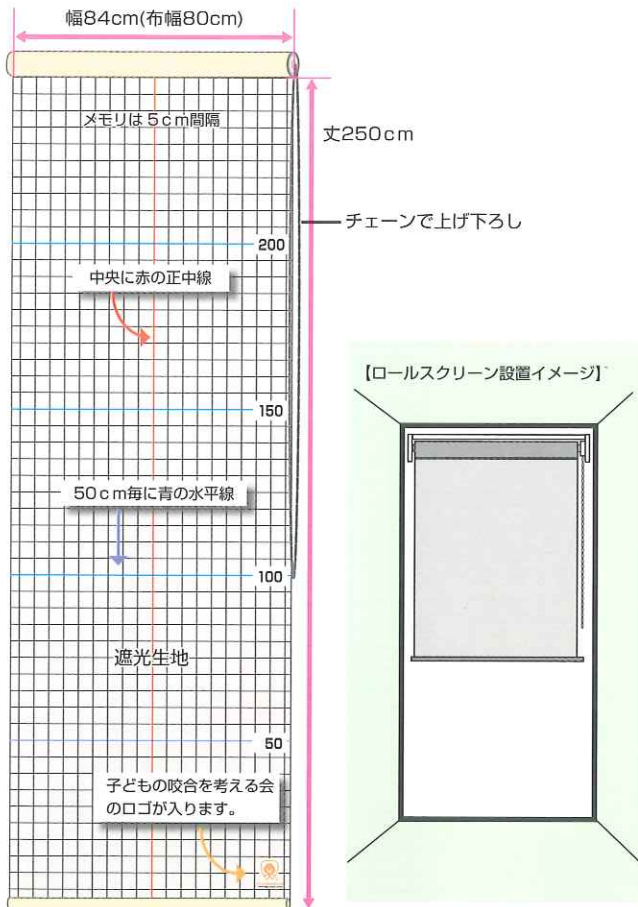 幅84cm(布幅80cm)
メモリは5cm間隔
丈250cm
チェーンで上げ下ろし
200
中央に赤の正中線
【ロールスクリーン設置イメージ】
150
50cm毎に青の水平線
100
遮光生地
50
子どもの咬合を考える会
のロゴが入ります。